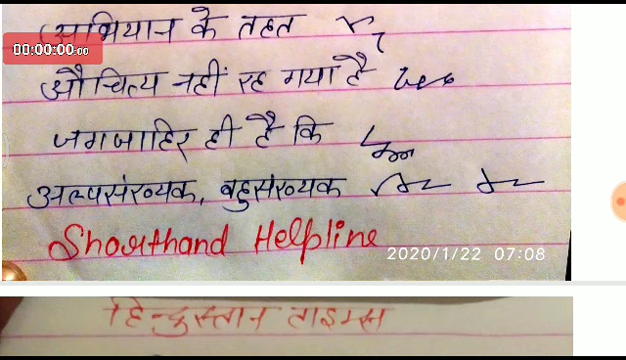 अभियान के तहत
00:00:00:00
औचित्य नहीं रह गया है
जगजाहिर ही है कि
अल्पसंख्यक, बहुसंख्यक
Shorthand Helpline
2020/1/22 07:08
हिन्दुस्तान टाइम्स